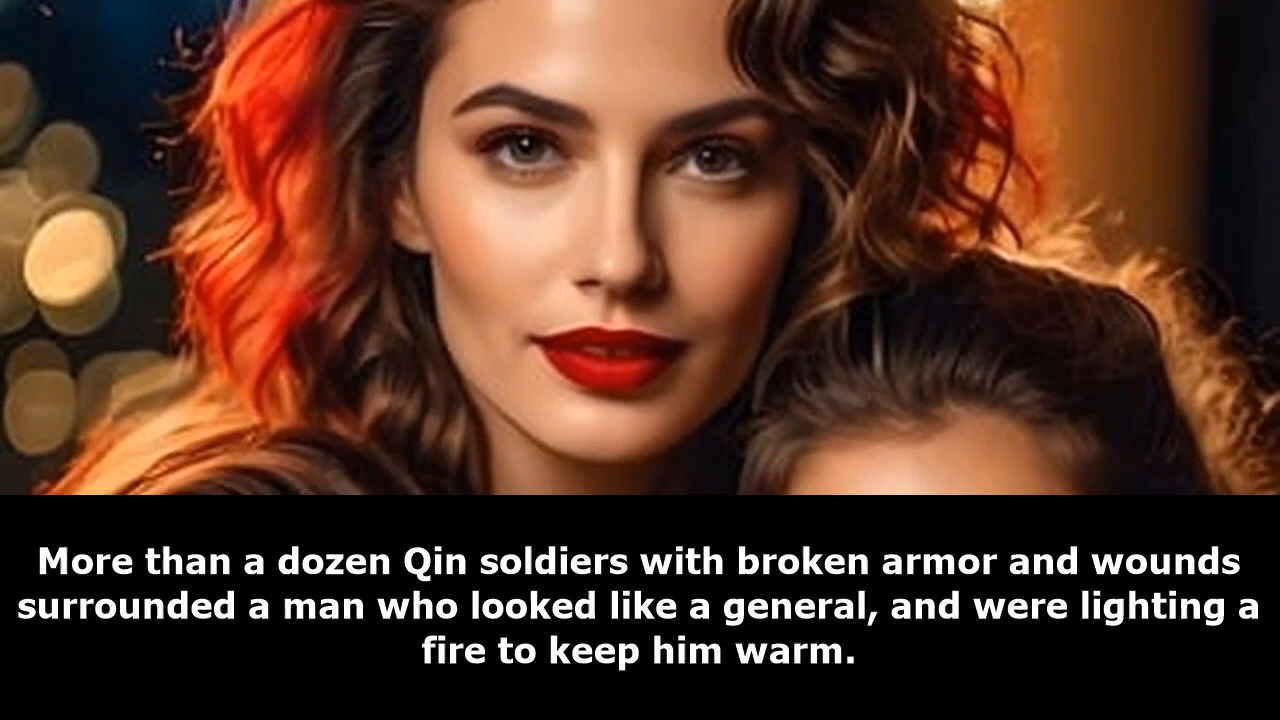 More than a dozen Qin soldiers with broken armor and wounds
surrounded a man who looked like a general, and were lighting a
fire to keep him warm.